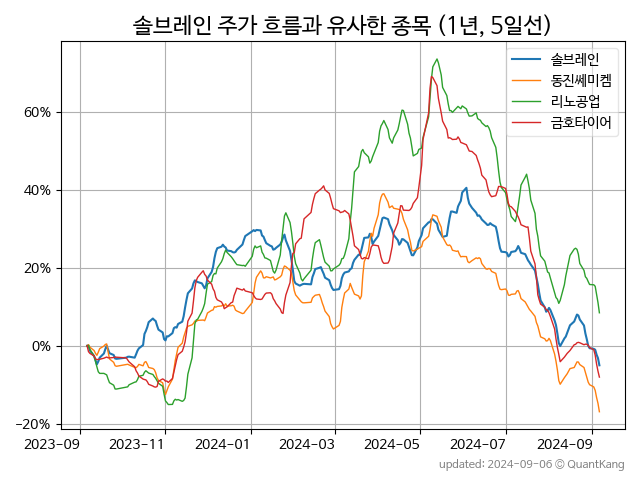 솔브레인 주가 흐름과 유사한 종목 (1년, 5일선)
솔브레인
동진쎄미켐
리노공업
금호타이어
60%
40%
20%
0%
−20%
2023-09 2023-11 2024-01 2024-03 2024-05 2024-07 2024-09
updated: 2024-09-06 © QuantKang